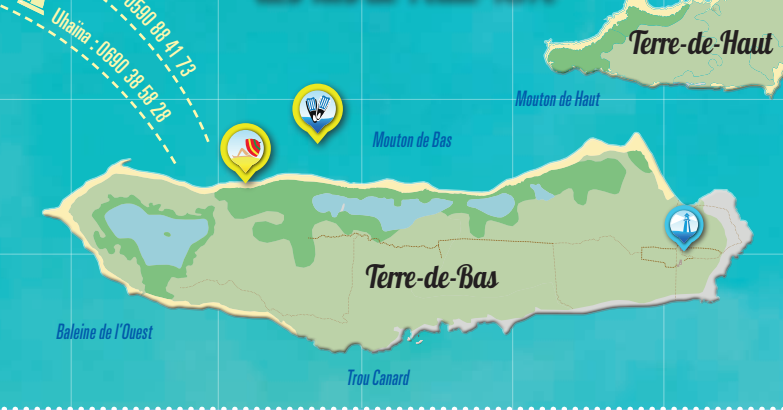 0590 88 41 73
Uhaïna : 0690 38 58 28
Terre-de-Haut
Mouton de Haut
Mouton de Bas
Terre-de-Bas
Baleine de l'Ouest
Trou Canard